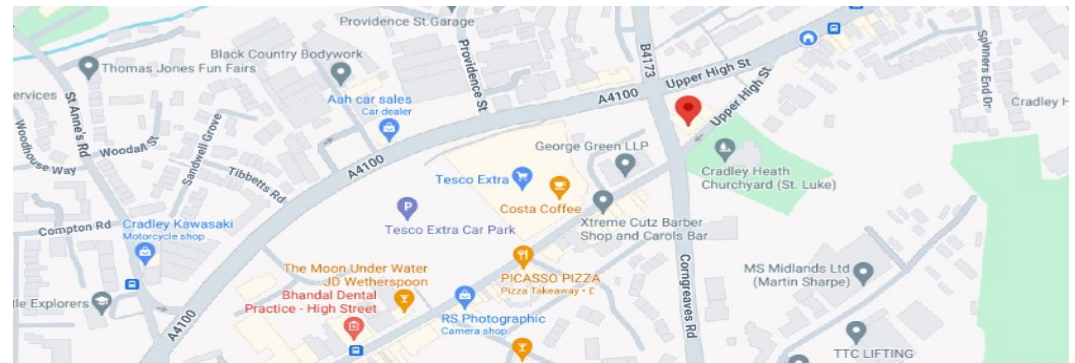 Providence St Garage
Black Country Bodywork
Thomas Jones Fun Fairs
ervices
St Anne's Rd
Woodhouse Way
Woodall St
Sandwell Grove
Tibbetts Rd
Compton Rd
Aah car sales
Car dealer
Providence St
A4100
A4100
A4100
B4173
Upper High St
Upper High St
Spinners End Dr
Cradley H
George Green LLP
Tesco Extra
Costa Coffee
P
Tesco Extra Car Park
Cradley Heath
Churchyard (St. Luke)
Xtreme Cutz Barber
Shop and Carols Bar
Cradley Kawasaki
Motorcycle shop
The Moon Under Water
- JD Wetherspoon
Bhandal Dental
Practice - High Street
tle Explorers
PICASSO PIZZA
Pizza Takeaway • £
RS Photographic
Camera shop
Corngreaves Rd
MS Midlands Ltd
(Martin Sharpe)
TTC LIFTING